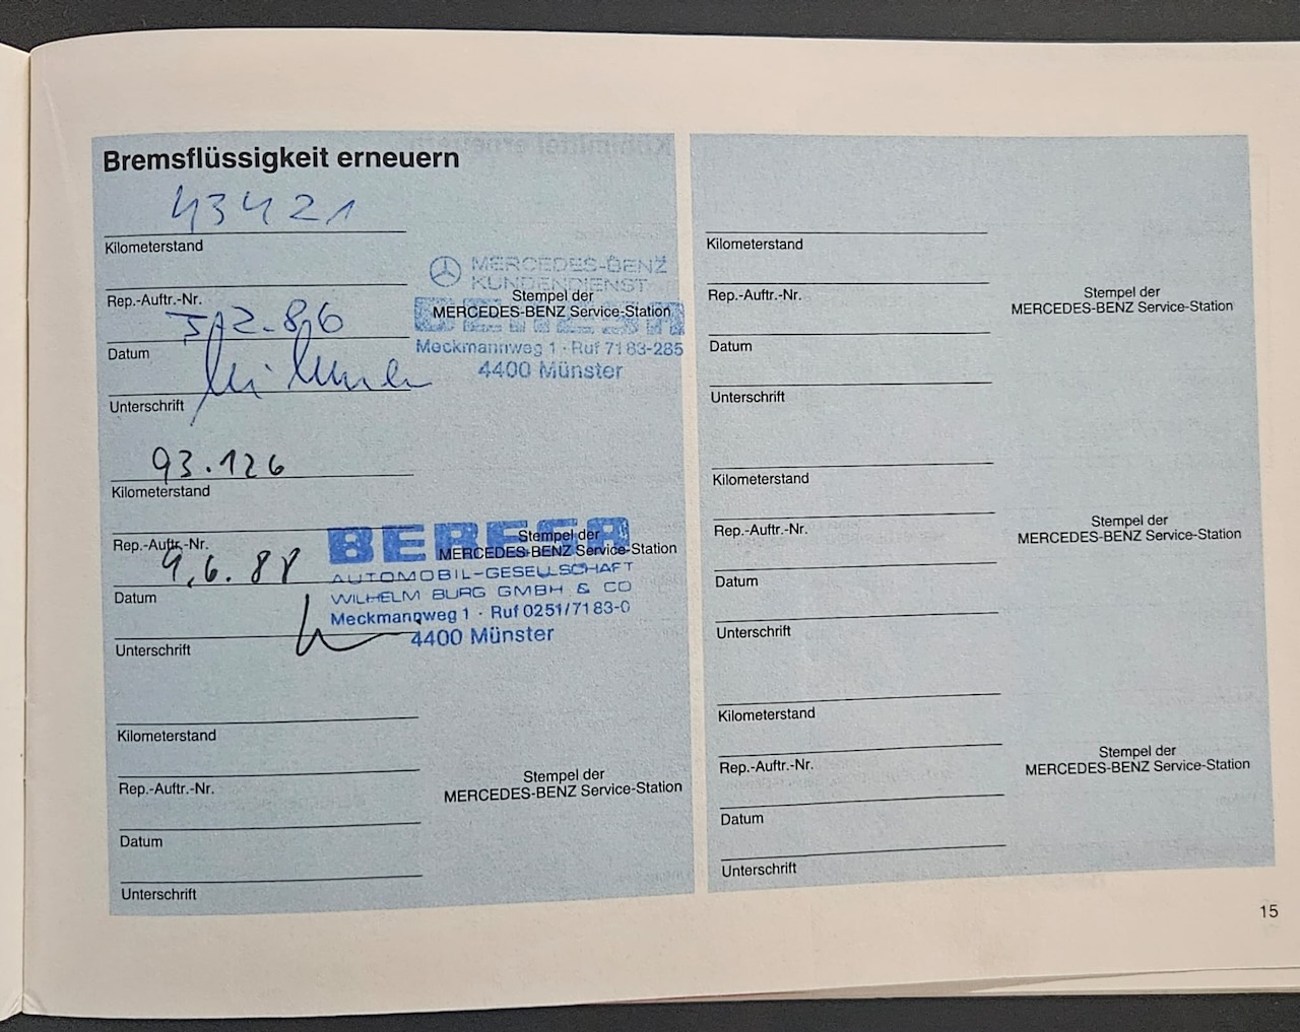 Bremsflüssigkeit erneuern
43421
Kilometerstand
Rep.-Auftr.-Nr.
MERCEDES-BENZ
KUNDENDIENST
Stempel der
MERCEDES-BENZ Service-Station
Meckmannweg 1 · Ruf 7183-285
4400 Münster
Datum
Unterschrift
93.126
Kilometerstand
Rep.-Auftr.-Nr.
9.6.88
Datum
Unterschrift
BERESA
Stempel der
MERCEDES-BENZ Service-Station
AUTOMOBIL-GESELLSCHAFT
WILHELM BURG GMBH & CO
Meckmannweg 1 · Ruf 0251/7183-0
4400 Münster
Kilometerstand
Rep.-Auftr.-Nr.
Stempel der
MERCEDES-BENZ Service-Station
Datum
Unterschrift
Kilometerstand
Rep.-Auftr.-Nr.
Stempel der
MERCEDES-BENZ Service-Station
Datum
Unterschrift
Kilometerstand
Rep.-Auftr.-Nr.
Stempel der
MERCEDES-BENZ Service-Station
Datum
Unterschrift
Kilometerstand
Rep.-Auftr.-Nr.
Stempel der
MERCEDES-BENZ Service-Station
Datum
Unterschrift
15